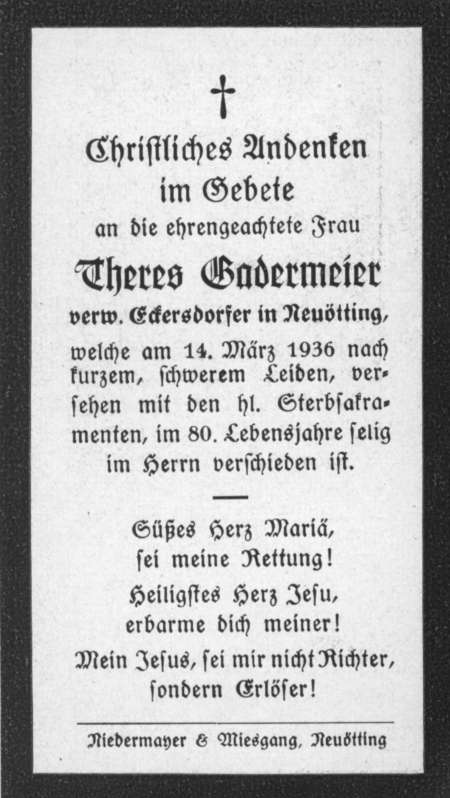 Christliches Andenken
im Gebete
an die ehrengeachtete Frau
Theres Gadermeier
verw. Eckersdorfer in Neuötting,
welche am 14. März 1936 nach
kurzem, schwerem Leiden, ver-
sehen mit den hl. Sterbsakra-
menten, im 80. Lebensjahre selig
im Herrn verschieden ist.
Süßes Herz Mariä,
sei meine Rettung!
Heiligstes Herz Jesu,
erbarme dich meiner!
Mein Jesus, sei mir nicht Richter,
sondern Erlöser!
Niedermayer & Miesgang, Neuötting